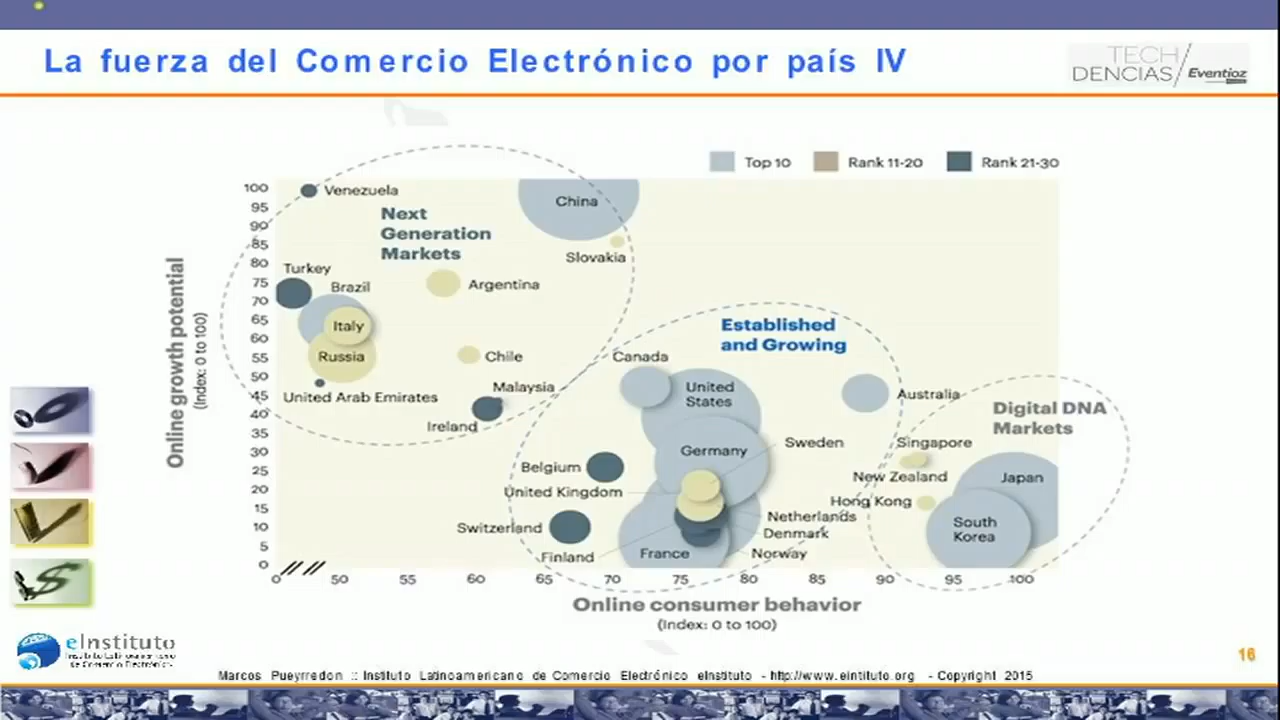 La fuerza del Comercio Electrónico por país IV
TECH
DENCIAS
Eventioz
Top 10
Rank 11-20
Rank 21-30
100
95
90
85
80
75
70
65
60
55
50
45
40
35
30
25
20
15
10
5
0
Online growth potential
(Index: 0 to 100)
Venezuela
China
Next
Generation
Markets
Slovakia
Turkey
Brazil
Argentina
Italy
Russia
Chile
United Arab Emirates
Malaysia
Ireland
Established
and Growing
Canada
United
States
Australia
Digital DNA
Markets
Germany
Sweden
Singapore
Belgium
New Zealand
Japan
United Kingdom
Hong Kong
Switzerland
Netherlands
Denmark
South
Korea
Finland
France
Norway
0
50
55
60
65
70
75
80
85
90
95
100
Online consumer behavior
(Index: 0 to 100)
eInstituto
de Comercio Electrónico
16
Marcos Pueyrredon :: Instituto Latinoamericano de Comercio Electrónico eInstituto - http://www.eintituto.org - Copyright 2015